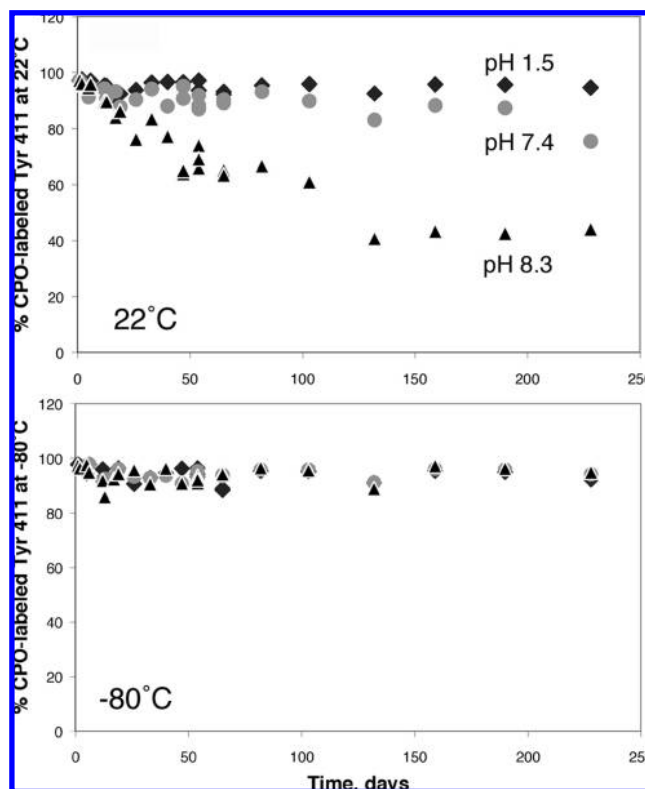 120
100
80
60
40
20
0
% CPO-labeled Tyr 411 at 22˚C
pH 1.5
pH 7.4
pH 8.3
22˚C
0 50 100 150 200 250
120
100
80
60
40
20
0
% CPO-labeled Tyr 411 at -80˚C
-80˚C
0 50 100 150 200 250
Time, days